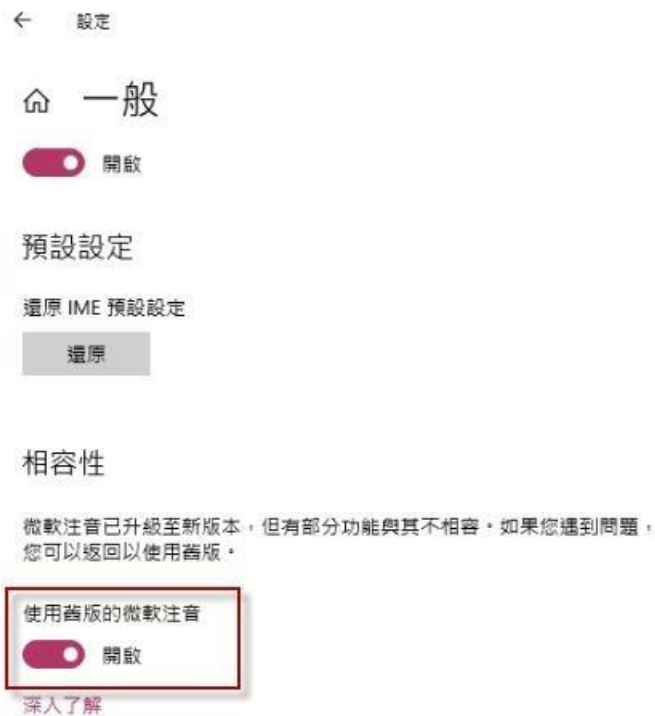 設定
一般
開啟
預設設定
還原 IME 預設設定
還原
相容性
微軟注音已升級至新版本，但有部分功能與其不相容。如果您遇到問題，
您可以返回以使用舊版。
使用舊版的微軟注音
開啟
深入了解